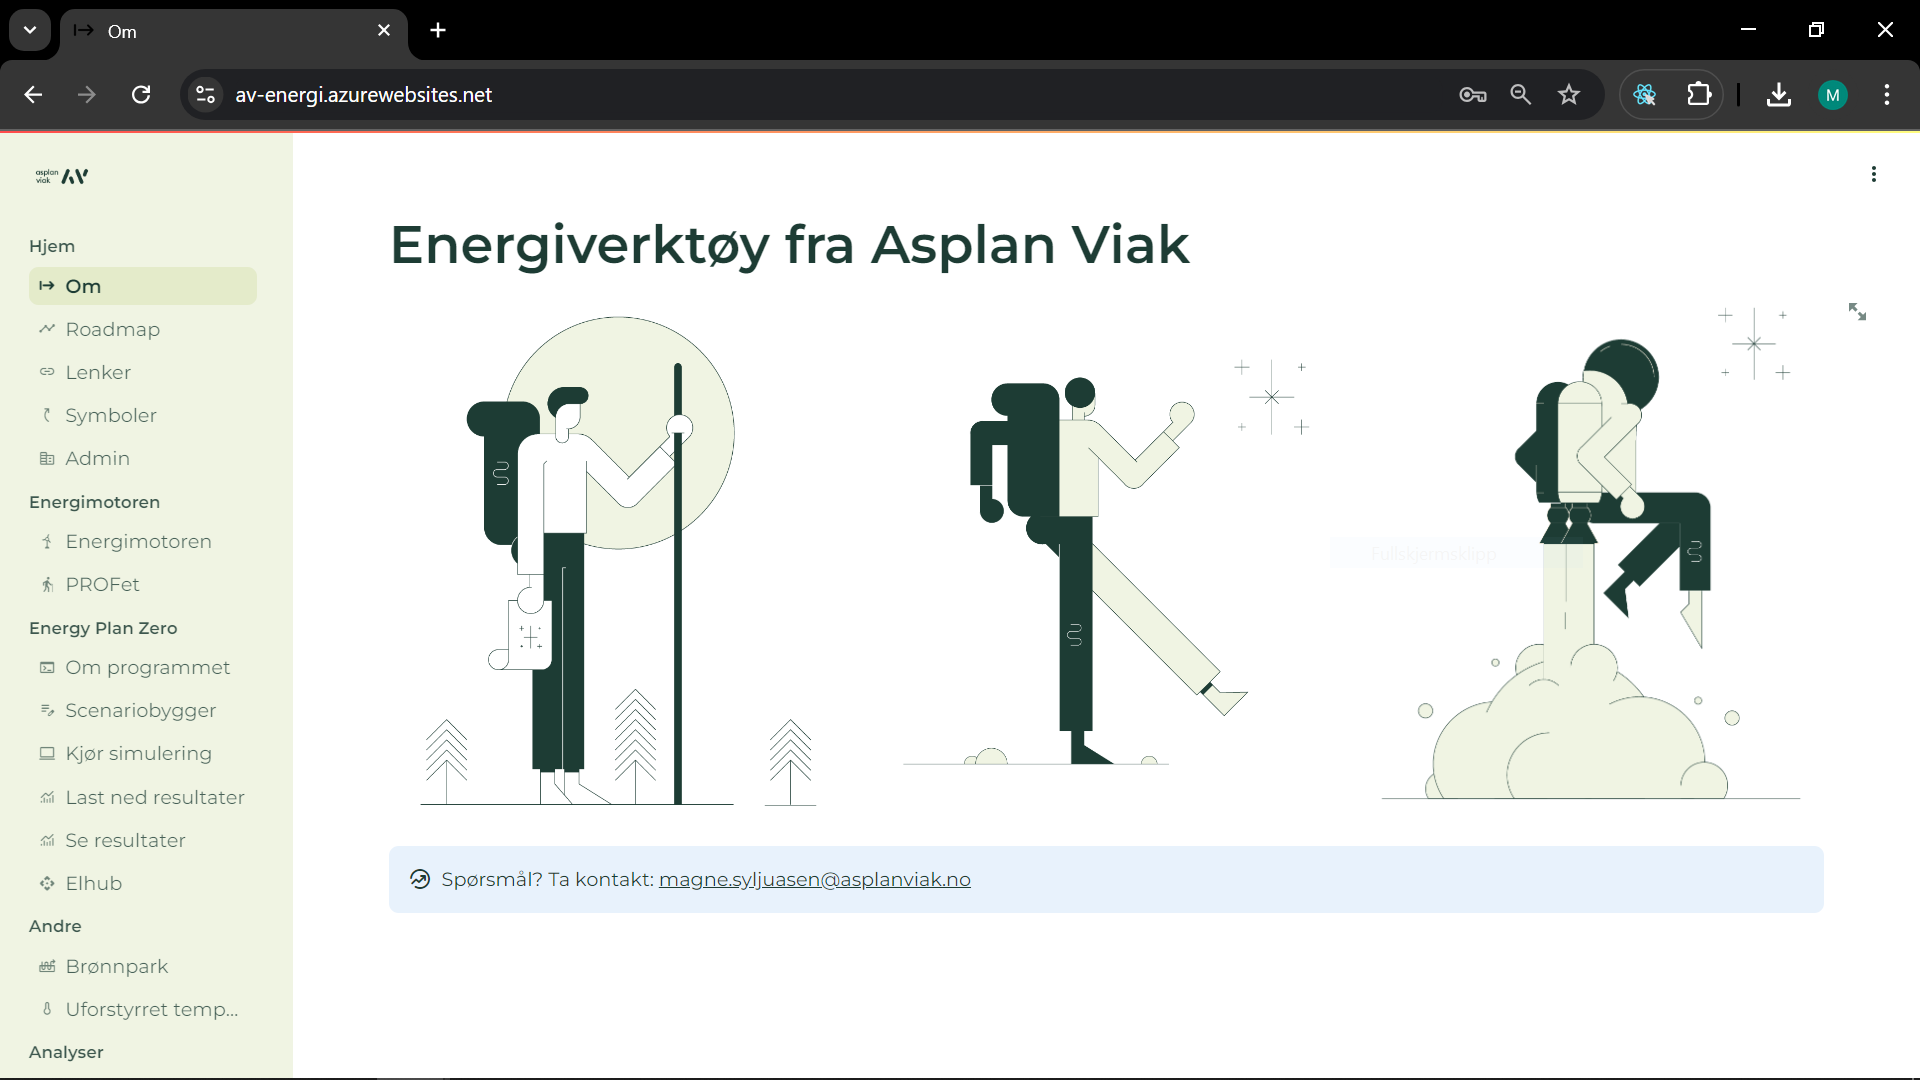 Om
av-energi.azurewebsites.net
M
asplan
viak
Hjem
Om
Roadmap
Lenker
Symboler
Admin
Energimotoren
Energimotoren
PROFet
Energy Plan Zero
Om programmet
Scenariobygger
Kjør simulering
Last ned resultater
Se resultater
Elhub
Andre
Brønnpark
Uforstyrret temp...
Analyser
Energiverktøy fra Asplan Viak
Fullskjermsklipp
Spørsmål? Ta kontakt: magne.syljuasen@asplanviak.no